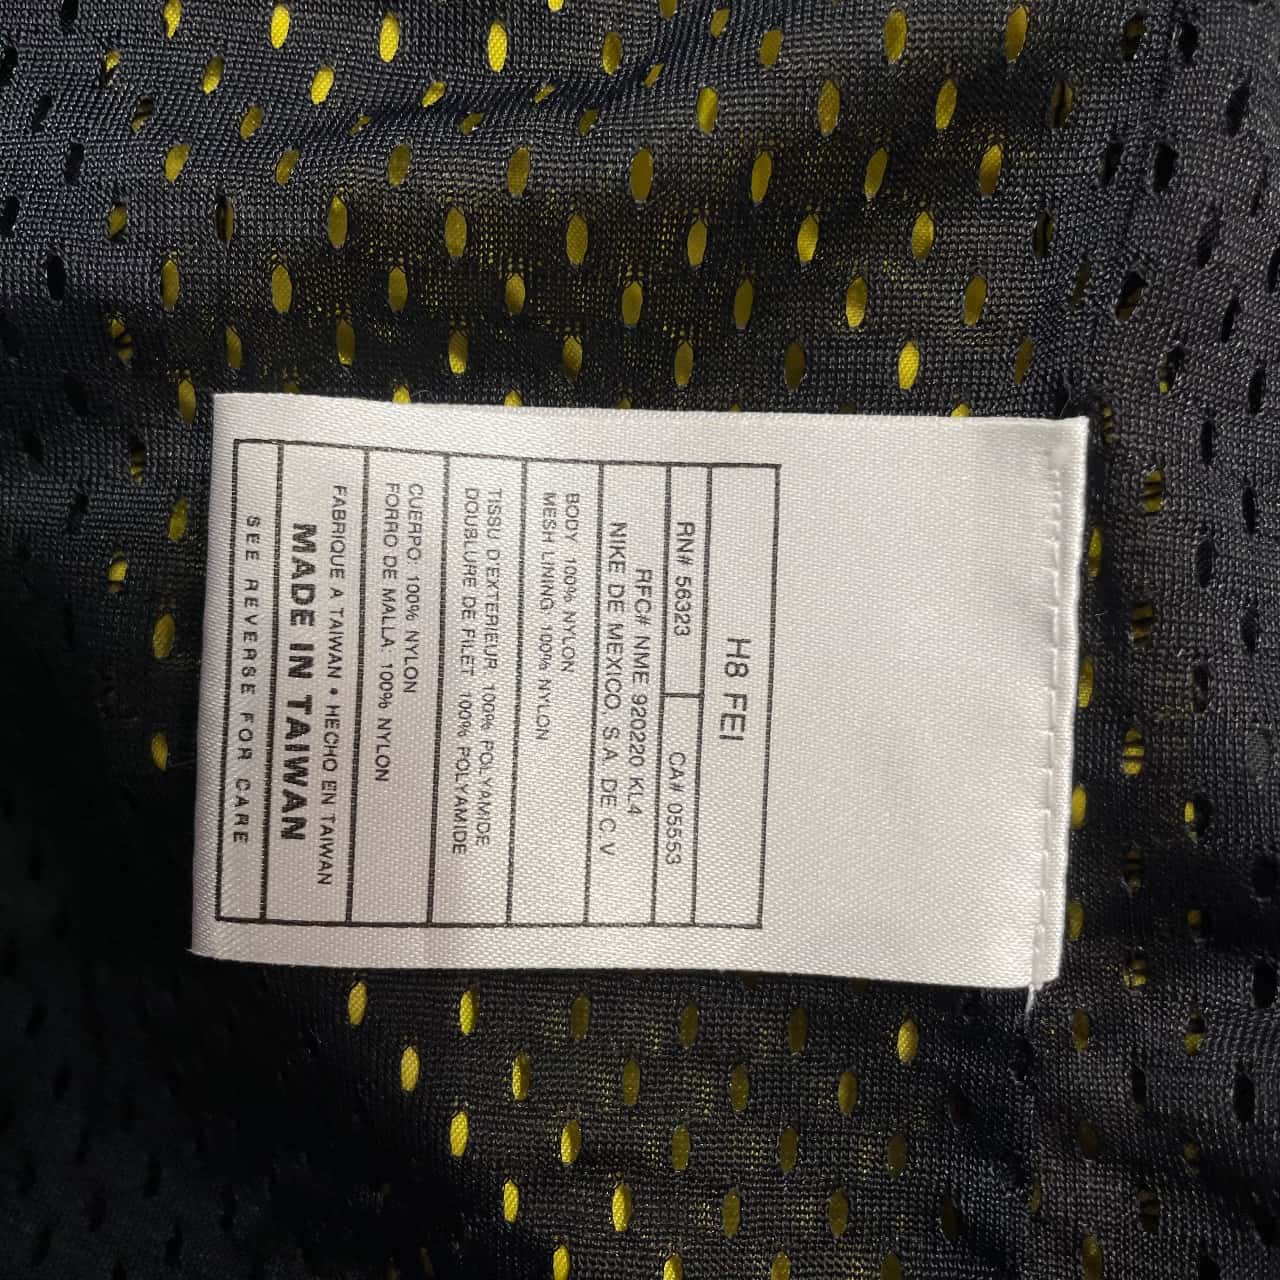 H8 FEI
RN# 56323 CA# 05553
RFC# NME 920220 KL4
NIKE DE MEXICO S.A. DE C.V
BODY: 100% NYLON
MESH LINING: 100% NYLON
TISSU D'EXTERIEUR: 100% POLYAMIDE
DOUBLURE DE FILET: 100% POLYAMIDE
CUERPO: 100% NYLON
FORRO DE MALLA: 100% NYLON
FABRIQUE A TAIWAN • HECHO EN TAIWAN
MADE IN TAIWAN
SEE REVERSE FOR CARE